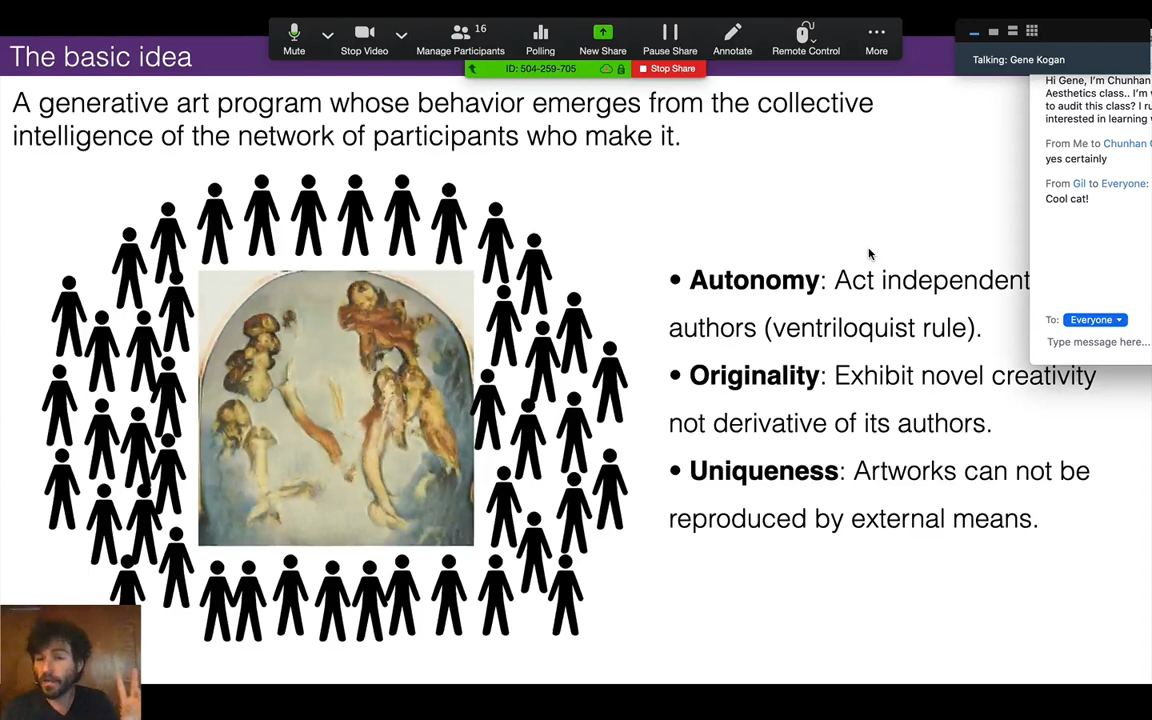 16
Mute
Stop Video
Manage Participants
Polling
New Share
Pause Share
Annotate
Remote Control
More
ID: 504-259-705
Stop Share
Talking: Gene Kogan
The basic idea
A generative art program whose behavior emerges from the collective
intelligence of the network of participants who make it.
• Autonomy: Act independent
authors (ventriloquist rule).
• Originality: Exhibit novel creativity
not derivative of its authors.
• Uniqueness: Artworks can not be
reproduced by external means.
Hi Gene, I'm Chunhan
Aesthetics class.. I'm
to audit this class? I
interested in learning
From Me to Chunhan
yes certainly
From Gil to Everyone:
Cool cat!
To: Everyone
Type message here...